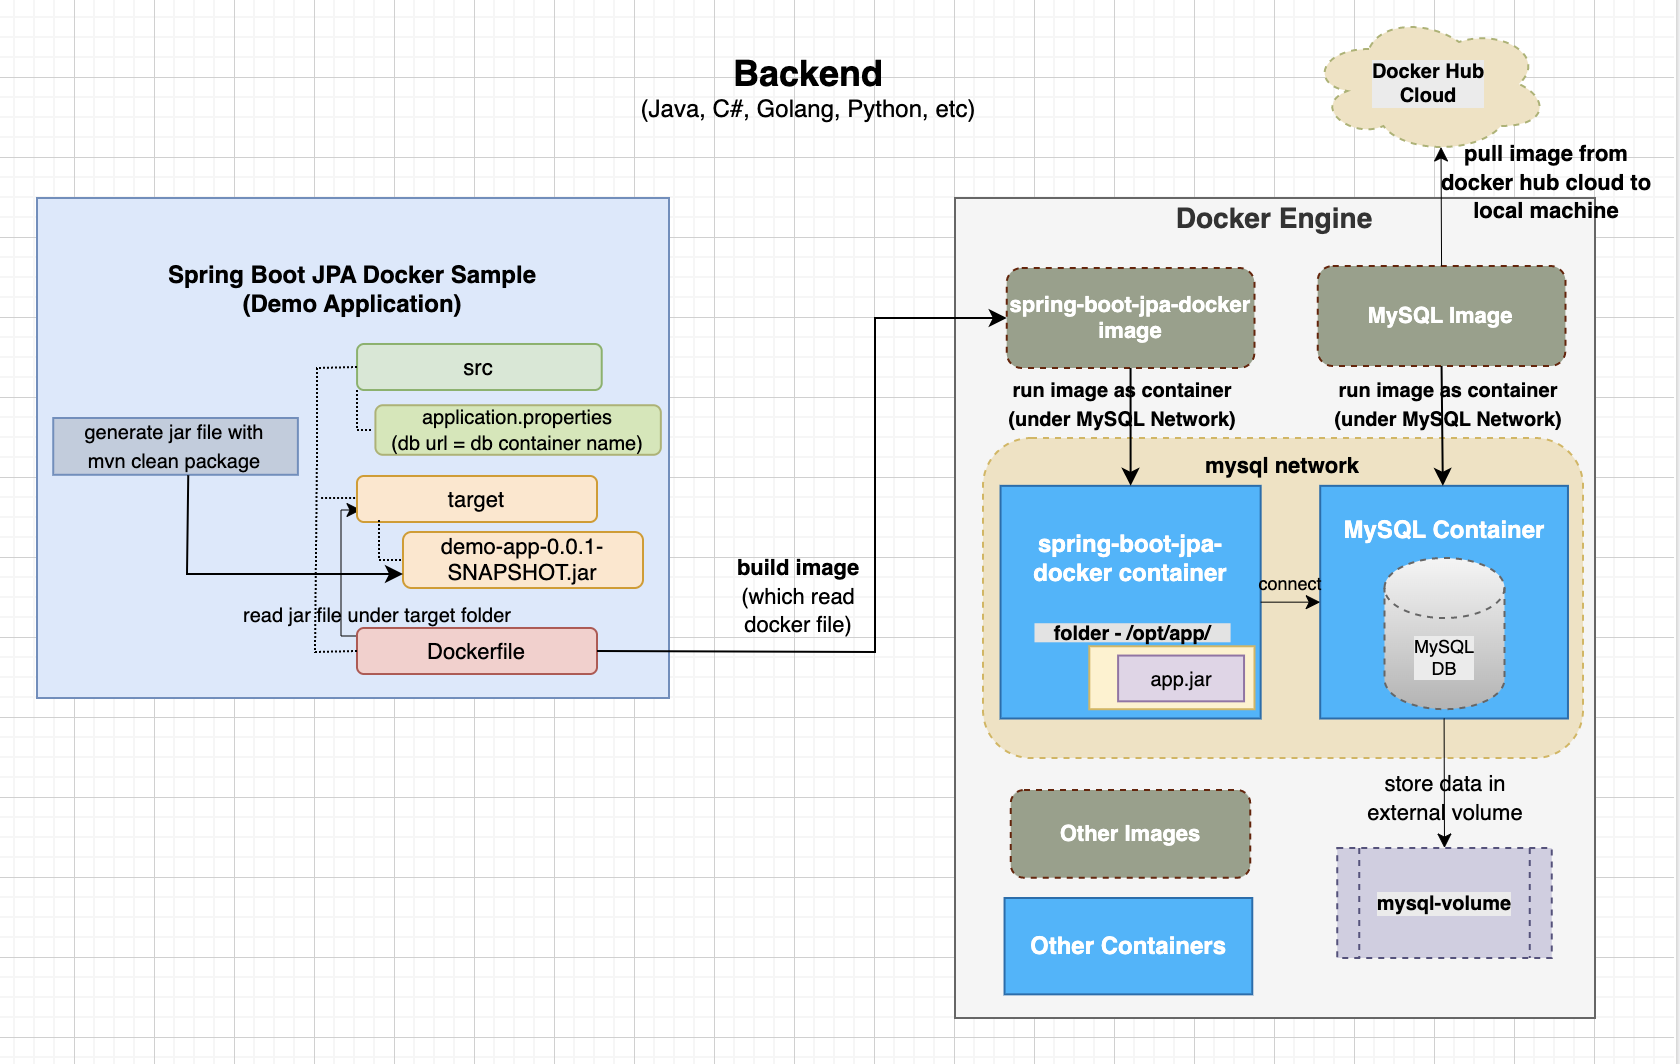 Backend
(Java, C#, Golang, Python, etc)
Docker Hub
Cloud
pull image from
docker hub cloud to
local machine
Spring Boot JPA Docker Sample
(Demo Application)
src
application.properties
(db url = db container name)
generate jar file with
mvn clean package
target
demo-app-0.0.1-
SNAPSHOT.jar
read jar file under target folder
Dockerfile
build image
(which read
docker file)
Docker Engine
spring-boot-jpa-docker
image
MySQL Image
run image as container
(under MySQL Network)
run image as container
(under MySQL Network)
mysql network
spring-boot-jpa-
docker container
folder - /opt/app/
app.jar
connect
MySQL Container
MySQL
DB
store data in
external volume
Other Images
mysql-volume
Other Containers